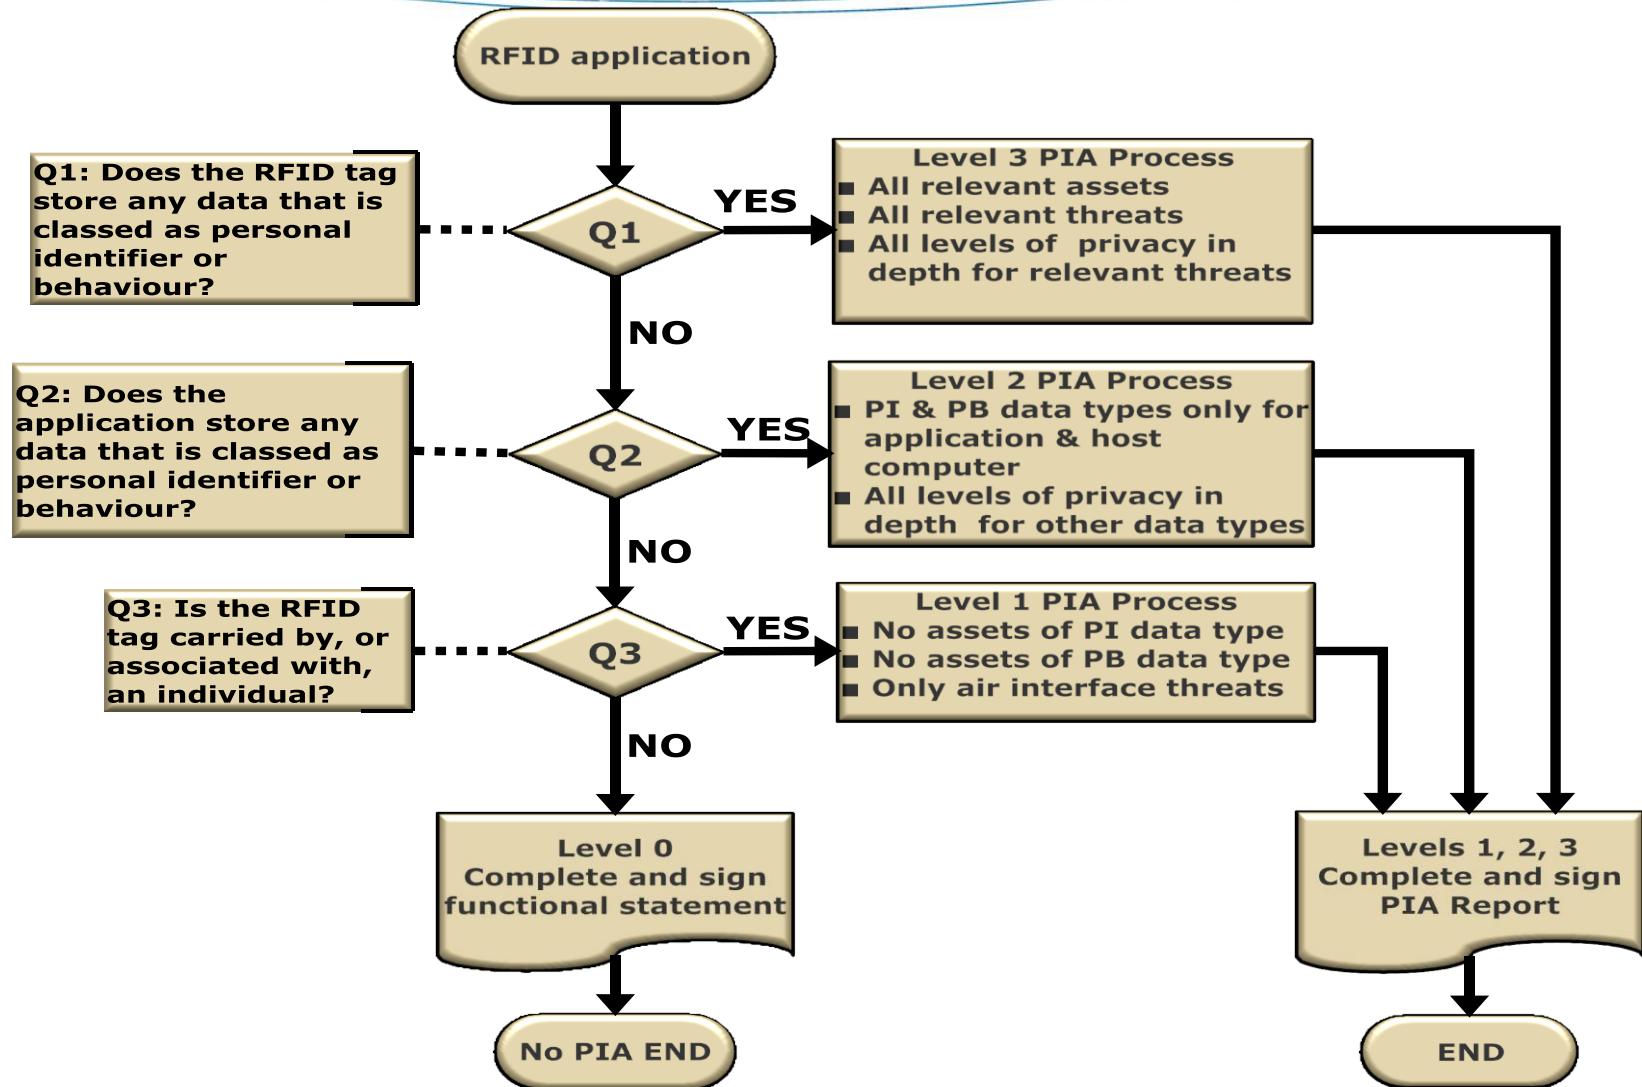 RFID application
Q1: Does the RFID tag
store any data that is
classed as personal
identifier or
behaviour?
Q1
YES
Level 3 PIA Process
▪ All relevant assets
▪ All relevant threats
▪ All levels of privacy in
depth for relevant threats
NO
Q2: Does the
application store any
data that is classed as
personal identifier or
behaviour?
Q2
YES
Level 2 PIA Process
▪ PI & PB data types only for
application & host
computer
▪ All levels of privacy in
depth for other data types
NO
Q3: Is the RFID
tag carried by, or
associated with,
an individual?
Q3
YES
Level 1 PIA Process
▪ No assets of PI data type
▪ No assets of PB data type
▪ Only air interface threats
NO
Level 0
Complete and sign
functional statement
Levels 1, 2, 3
Complete and sign
PIA Report
No PIA END
END